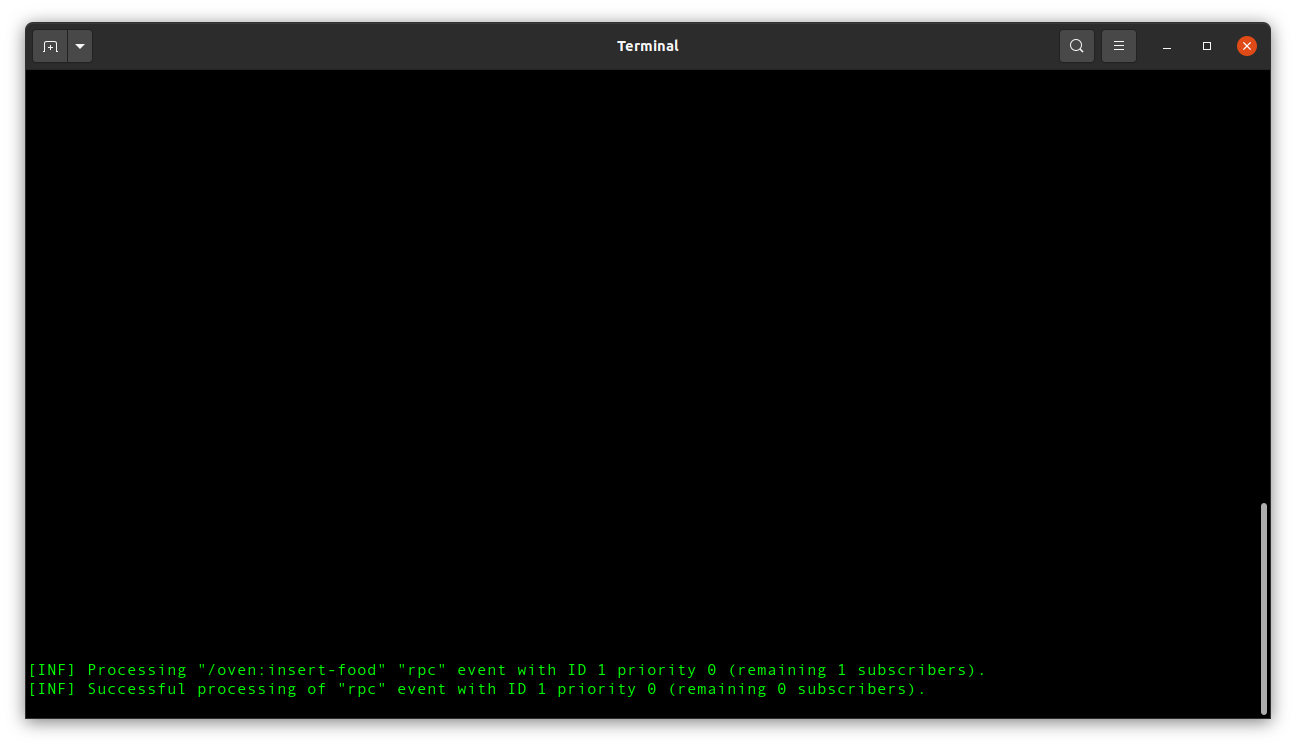 Terminal
[INF] Processing "/oven:insert-food" "rpc" event with ID 1 priority 0 (remaining 1 subscribers).
[INF] Successful processing of "rpc" event with ID 1 priority 0 (remaining 0 subscribers).